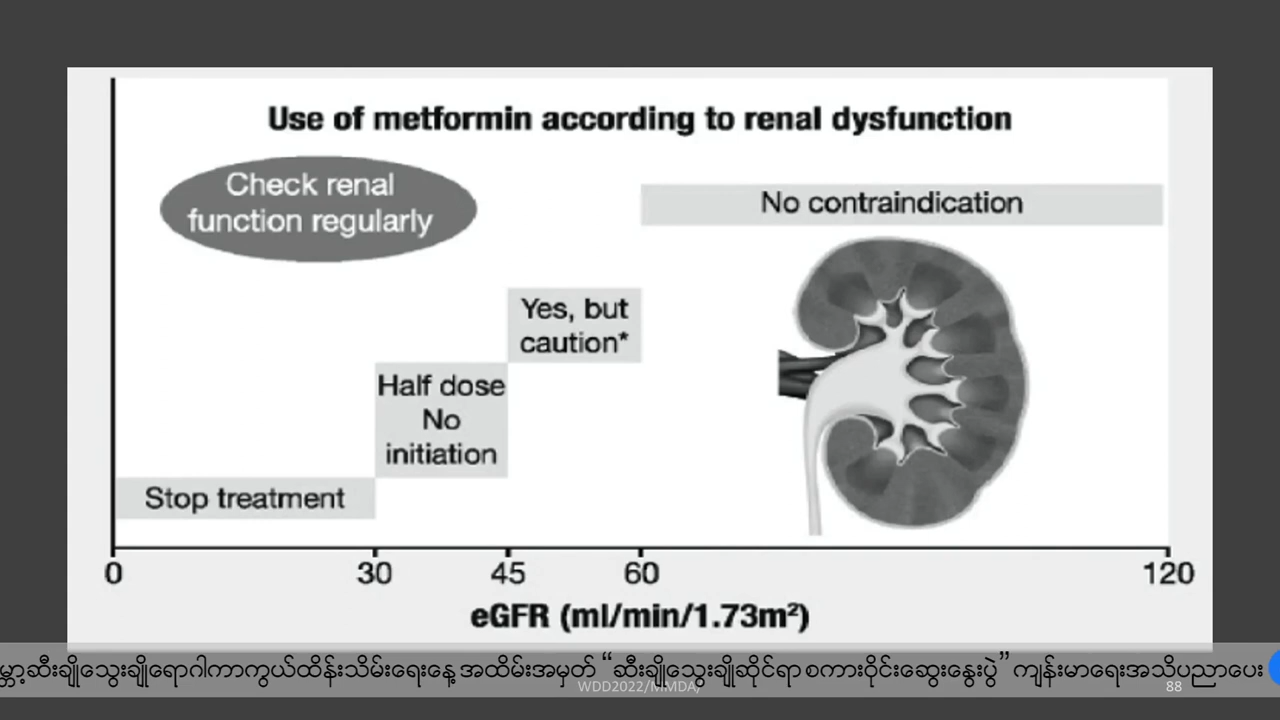 Use of metformin according to renal dysfunction
Check renal
function regularly
No contraindication
Yes, but
caution*
Half dose
No
initiation
Stop treatment
0 30 45 60 120
eGFR (ml/min/1.73m²)
ဆီးချိုသွေးချိုရောဂါကာကွယ်ထိန်းသိမ်းရေးနေ့ အထိမ်းအမှတ် “ဆီးချိုသွေးချိုဆိုင်ရာ စကားဝိုင်းဆွေးနွေးပွဲ” ကျန်းမာရေးအသိပညာပေး
WDD2022/MMDA/ 88